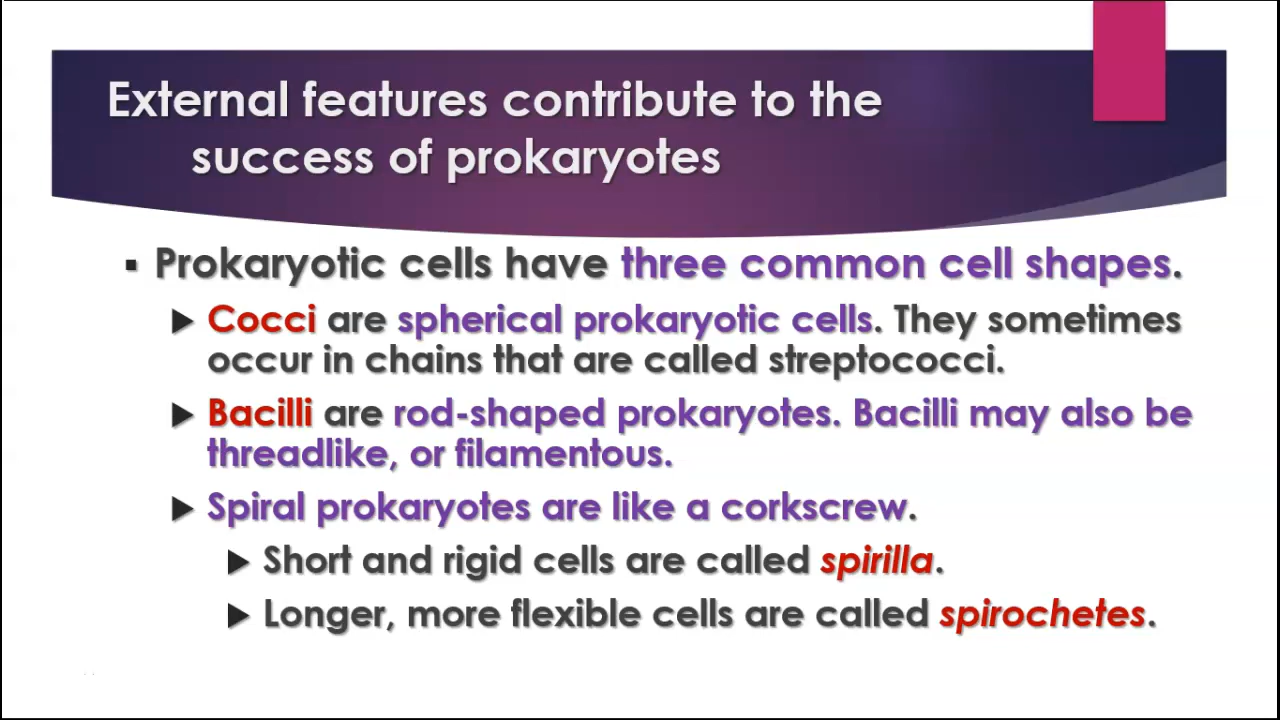 External features contribute to the
success of prokaryotes
▪ Prokaryotic cells have three common cell shapes.
▶ Cocci are spherical prokaryotic cells. They sometimes
occur in chains that are called streptococci.
▶ Bacilli are rod-shaped prokaryotes. Bacilli may also be
threadlike, or filamentous.
▶ Spiral prokaryotes are like a corkscrew.
▶ Short and rigid cells are called spirilla.
▶ Longer, more flexible cells are called spirochetes.